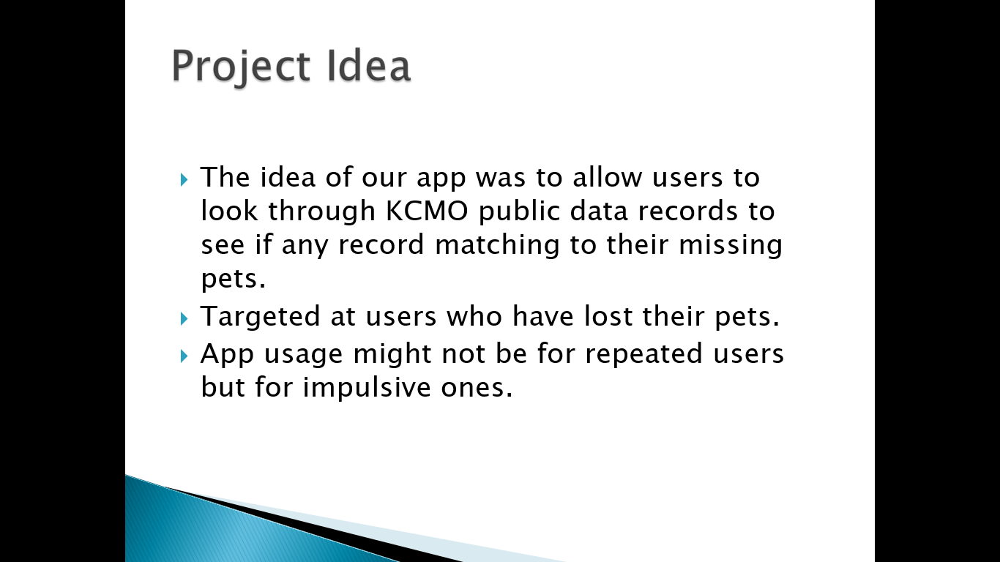 Project Idea
The idea of our app was to allow users to
look through KCMO public data records to
see if any record matching to their missing
pets.
Targeted at users who have lost their pets.
App usage might not be for repeated users
but for impulsive ones.